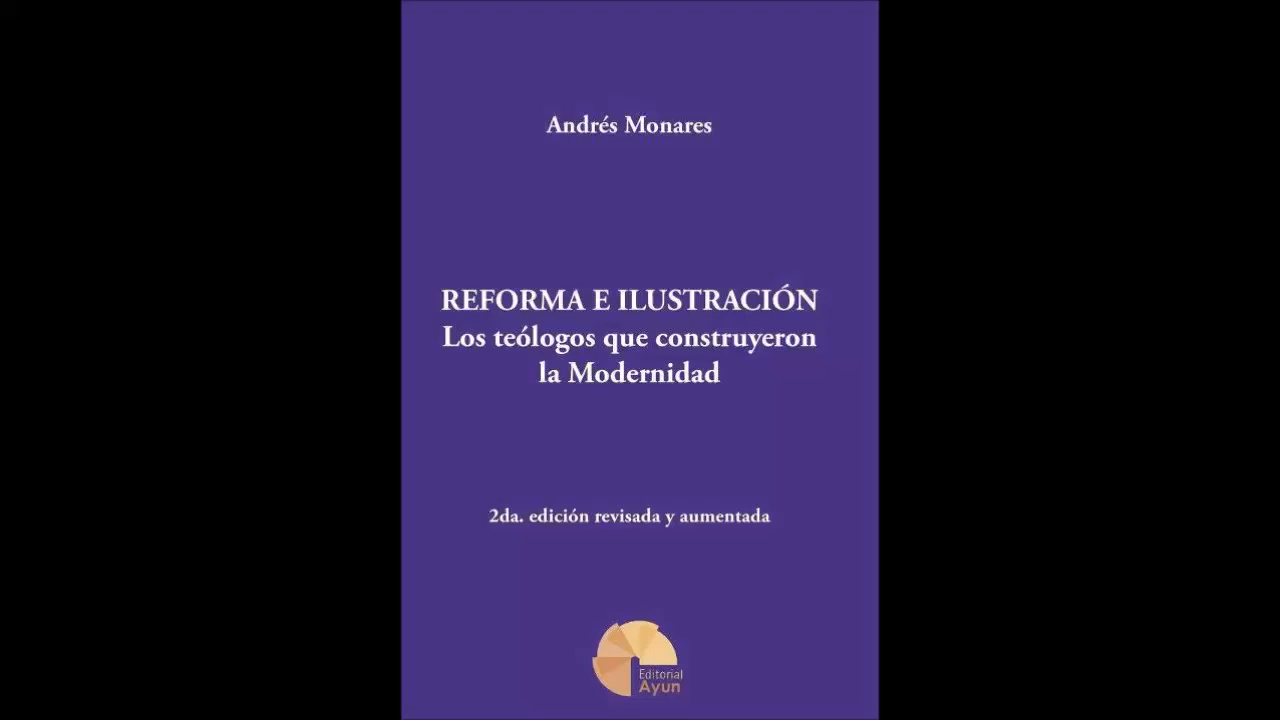 Andrés Monares
REFORMA E ILUSTRACIÓN
Los teólogos que construyeron
la Modernidad
2da. edición revisada y aumentada
Editorial
Ayun